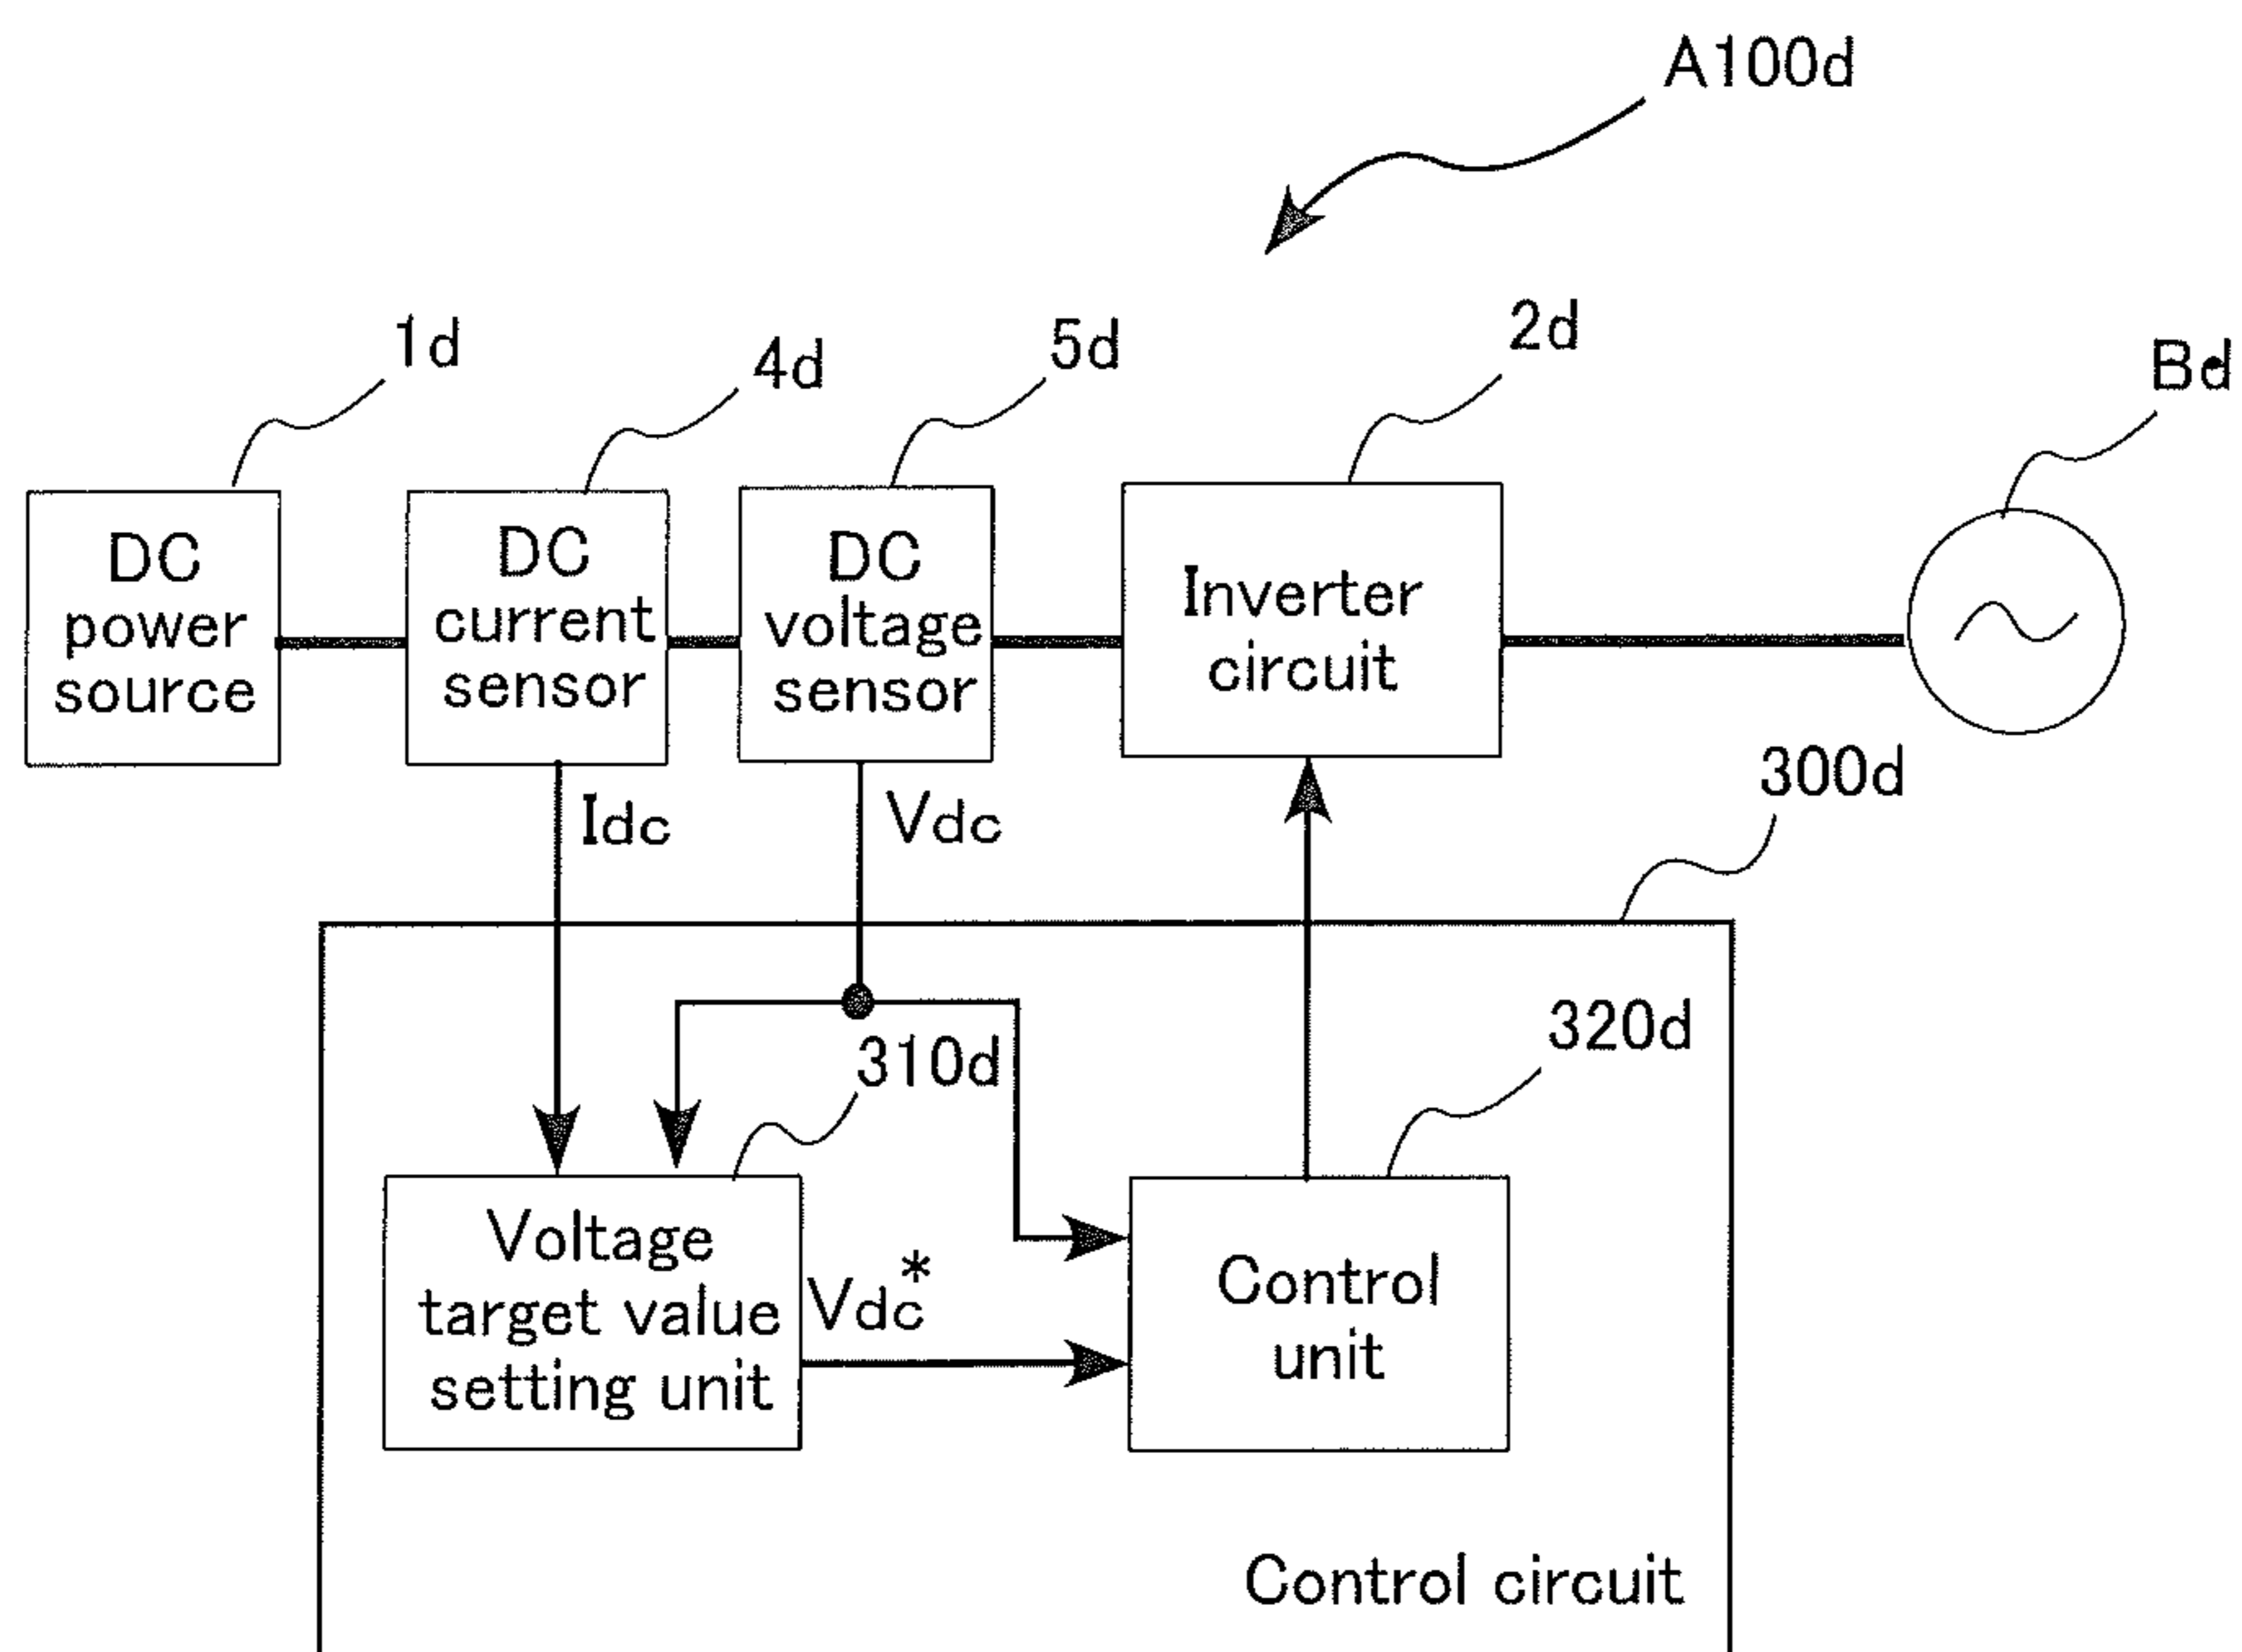 A100d
1d
4d
5d
2d
Bd
DC
power
source
DC
current
sensor
DC
voltage
sensor
Inverter
circuit
Idc
Vdc
300d
310d
320d
Voltage
target value
setting unit
Vdc*
Control
unit
Control circuit